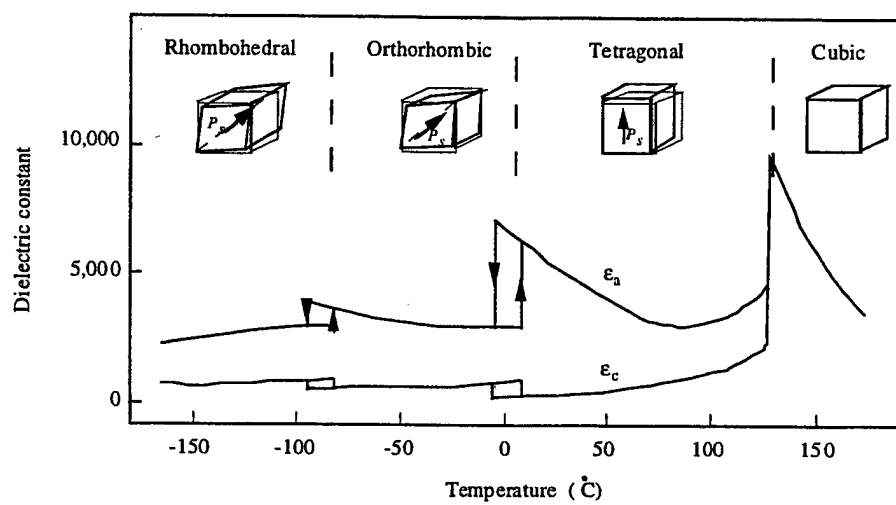 Rhombohedral Orthorhombic Tetragonal Cubic
Ps Ps Ps
10,000
5,000
0
Dielectric constant
εa
εc
-150 -100 -50 0 50 100 150
Temperature (°C)